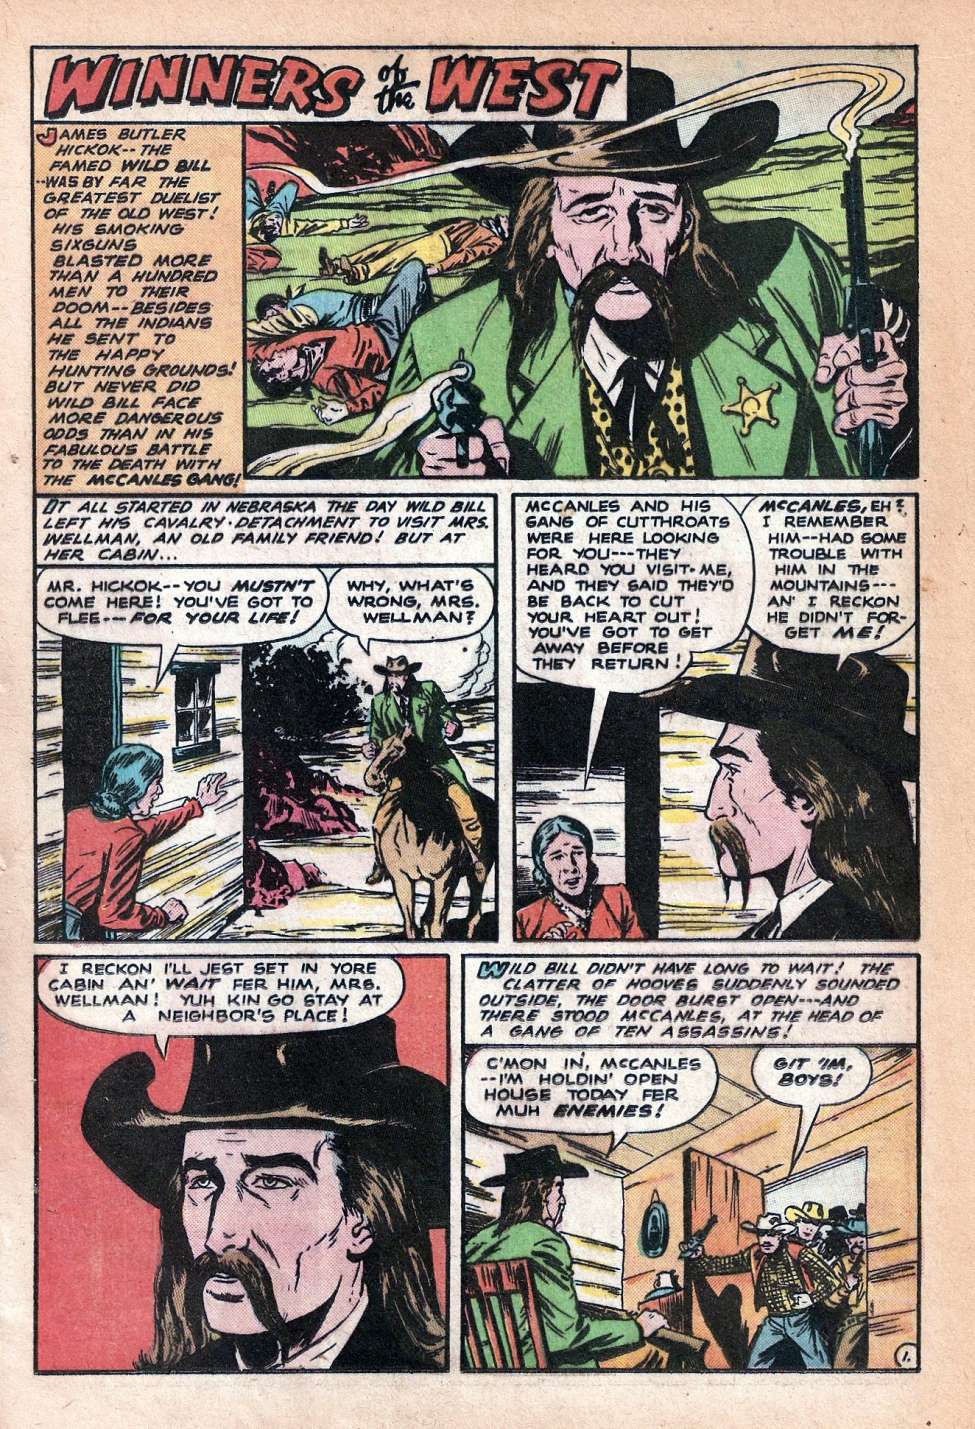 WINNERS of the WEST
JAMES BUTLER
HICKOK--THE
FAMED WILD BILL
--WAS BY FAR THE
GREATEST DUELIST
OF THE OLD WEST!
HIS SMOKING
SIXGUNS
BLASTED MORE
THAN A HUNDRED
MEN TO THEIR
DOOM--BESIDES
ALL THE INDIANS
HE SENT TO
THE HAPPY
HUNTING GROUNDS!
BUT NEVER DID
WILD BILL FACE
MORE DANGEROUS
ODDS THAN IN HIS
FABULOUS BATTLE
TO THE DEATH WITH
THE McCANLES GANG!
IT ALL STARTED IN NEBRASKA THE DAY WILD BILL
LEFT HIS CAVALRY-DETACHMENT TO VISIT MRS.
WELLMAN, AN OLD FAMILY FRIEND! BUT AT
HER CABIN...
MR. HICKOK--YOU MUSTN'T
COME HERE! YOU'VE GOT TO
FLEE---FOR YOUR LIFE!
WHY, WHAT'S
WRONG, MRS.
WELLMAN?
McCANLES AND HIS
GANG OF CUTTHROATS
WERE HERE LOOKING
FOR YOU---THEY
HEARD YOU VISIT-ME,
AND THEY SAID THEY'D
BE BACK TO CUT
YOUR HEART OUT!
YOU'VE GOT TO GET
AWAY BEFORE
THEY RETURN!
McCANLES, EH?
I REMEMBER
HIM--HAD SOME
TROUBLE WITH
HIM IN THE
MOUNTAINS---
AN' I RECKON
HE DIDN'T FOR-
GET ME!
I RECKON I'LL JEST SET IN YORE
CABIN AN' WAIT FER HIM, MRS.
WELLMAN! YUH KIN GO STAY AT
A NEIGHBOR'S PLACE!
WILD BILL DIDN'T HAVE LONG TO WAIT! THE
CLATTER OF HOOVES SUDDENLY SOUNDED
OUTSIDE, THE DOOR BURST OPEN---AND
THERE STOOD McCANLES, AT THE HEAD OF
A GANG OF TEN ASSASSINS!
C'MON IN, McCANLES
--I'M HOLDIN' OPEN
HOUSE TODAY FER
MUH ENEMIES!
GIT 'IM,
BOYS!
1.